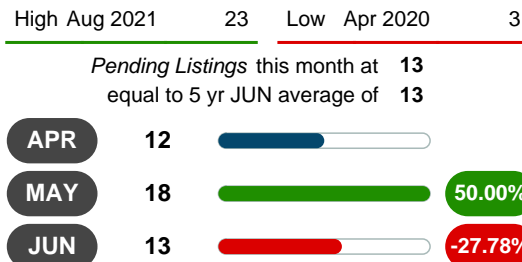 High Aug 2021 23 Low Apr 2020 3
Pending Listings this month at 13
equal to 5 yr JUN average of 13
APR 12
MAY 18 50.00%
JUN 13 -27.78%